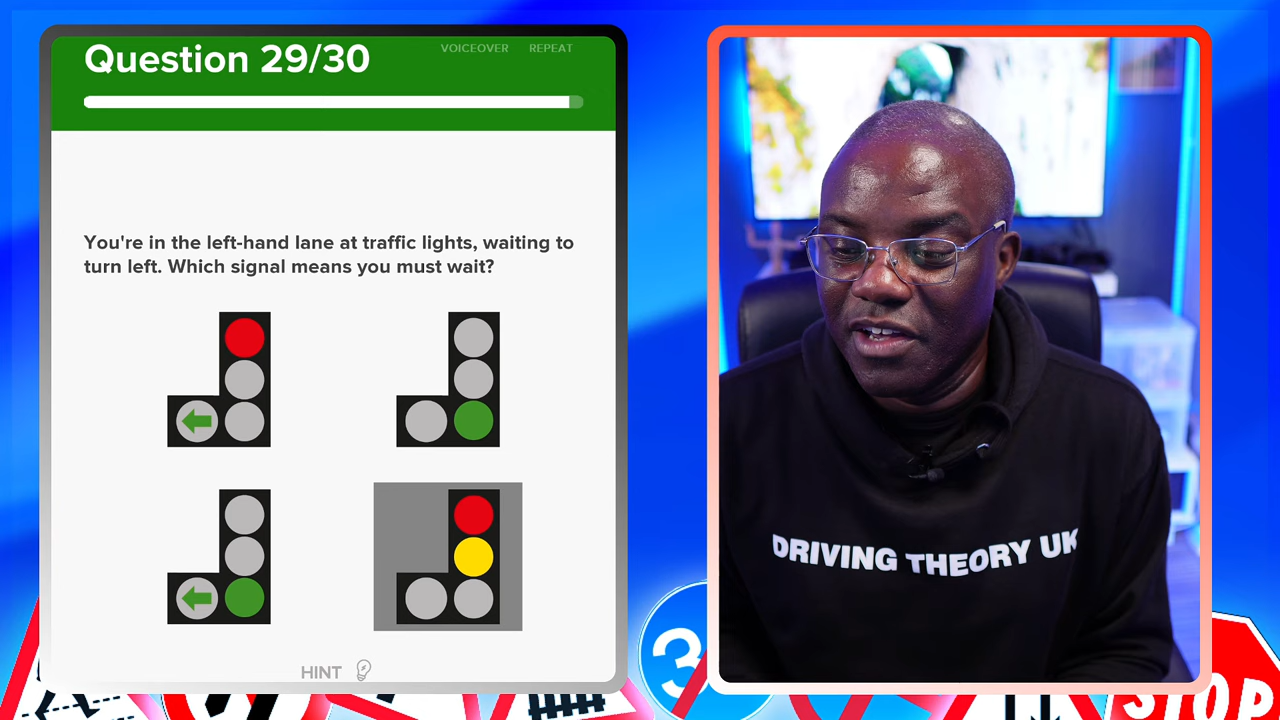 Question 29/30
VOICEOVER REPEAT
You're in the left-hand lane at traffic lights, waiting to
turn left. Which signal means you must wait?
HINT
DRIVING THEORY UK
3
STOP